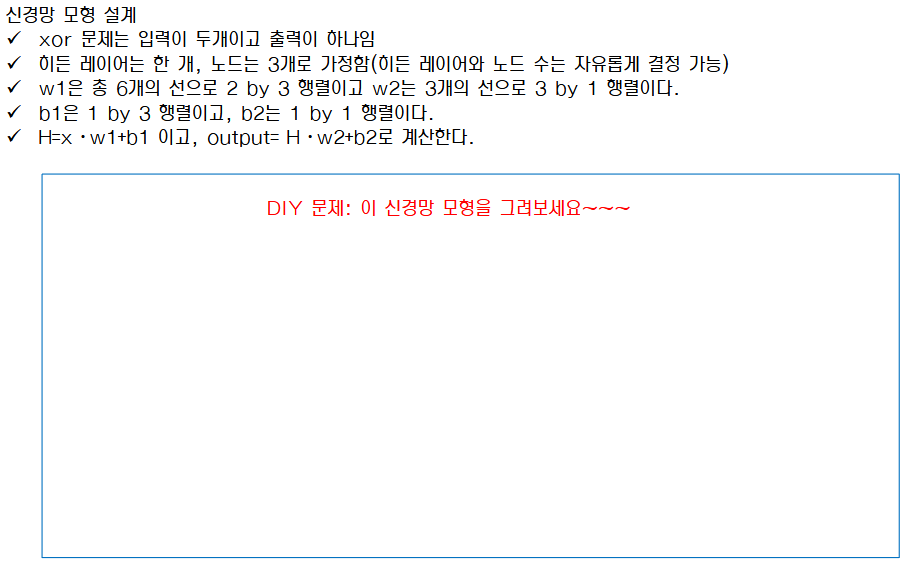 신경망 모형 설계
✓ xor 문제는 입력이 두개이고 출력이 하나임
✓ 히든 레이어는 한 개, 노드는 3개로 가정함(히든 레이어와 노드 수는 자유롭게 결정 가능)
✓ w1은 총 6개의 선으로 2 by 3 행렬이고 w2는 3개의 선으로 3 by 1 행렬이다.
✓ b1은 1 by 3 행렬이고, b2는 1 by 1 행렬이다.
✓ H=x·w1+b1 이고, output= H·w2+b2로 계산한다.
DIY 문제: 이 신경망 모형을 그려보세요~~~